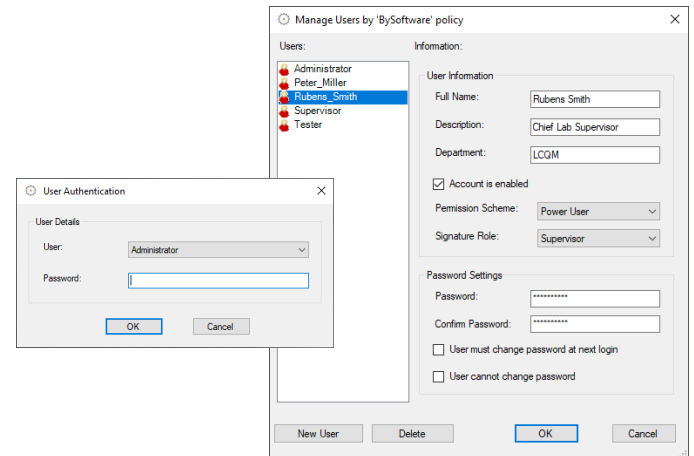 Manage Users by 'BySoftware' policy
Users:
Information:
Administrator
Peter_Miller
Rubens_Smith
Supervisor
Tester
User Information
Full Name: Rubens Smith
Description: Chief Lab Supervisor
Department: LCQM
Account is enabled
Permission Scheme: Power User
Signature Role: Supervisor
Password Settings
Password: **********
Confirm Password: **********
User must change password at next login
User cannot change password
New User Delete OK Cancel
User Authentication
User Details
User: Administrator
Password:
OK Cancel